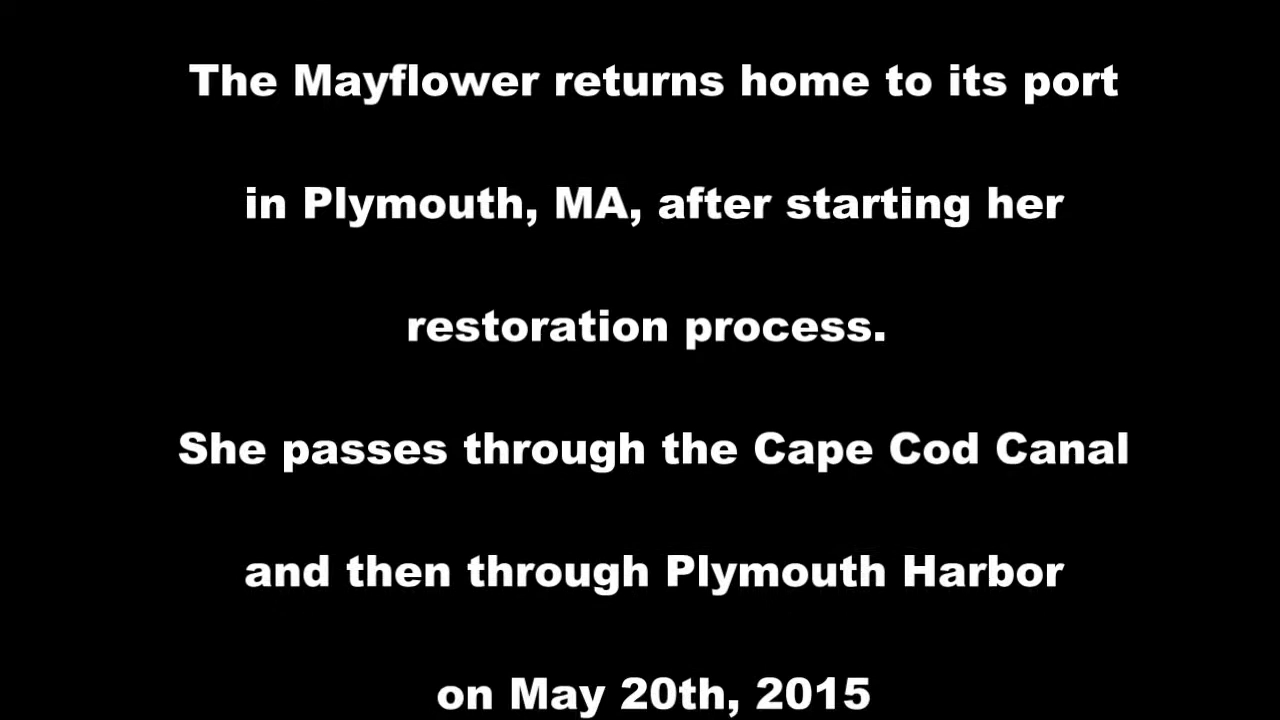 The Mayflower returns home to its port
in Plymouth, MA, after starting her
restoration process.
She passes through the Cape Cod Canal
and then through Plymouth Harbor
on May 20th, 2015